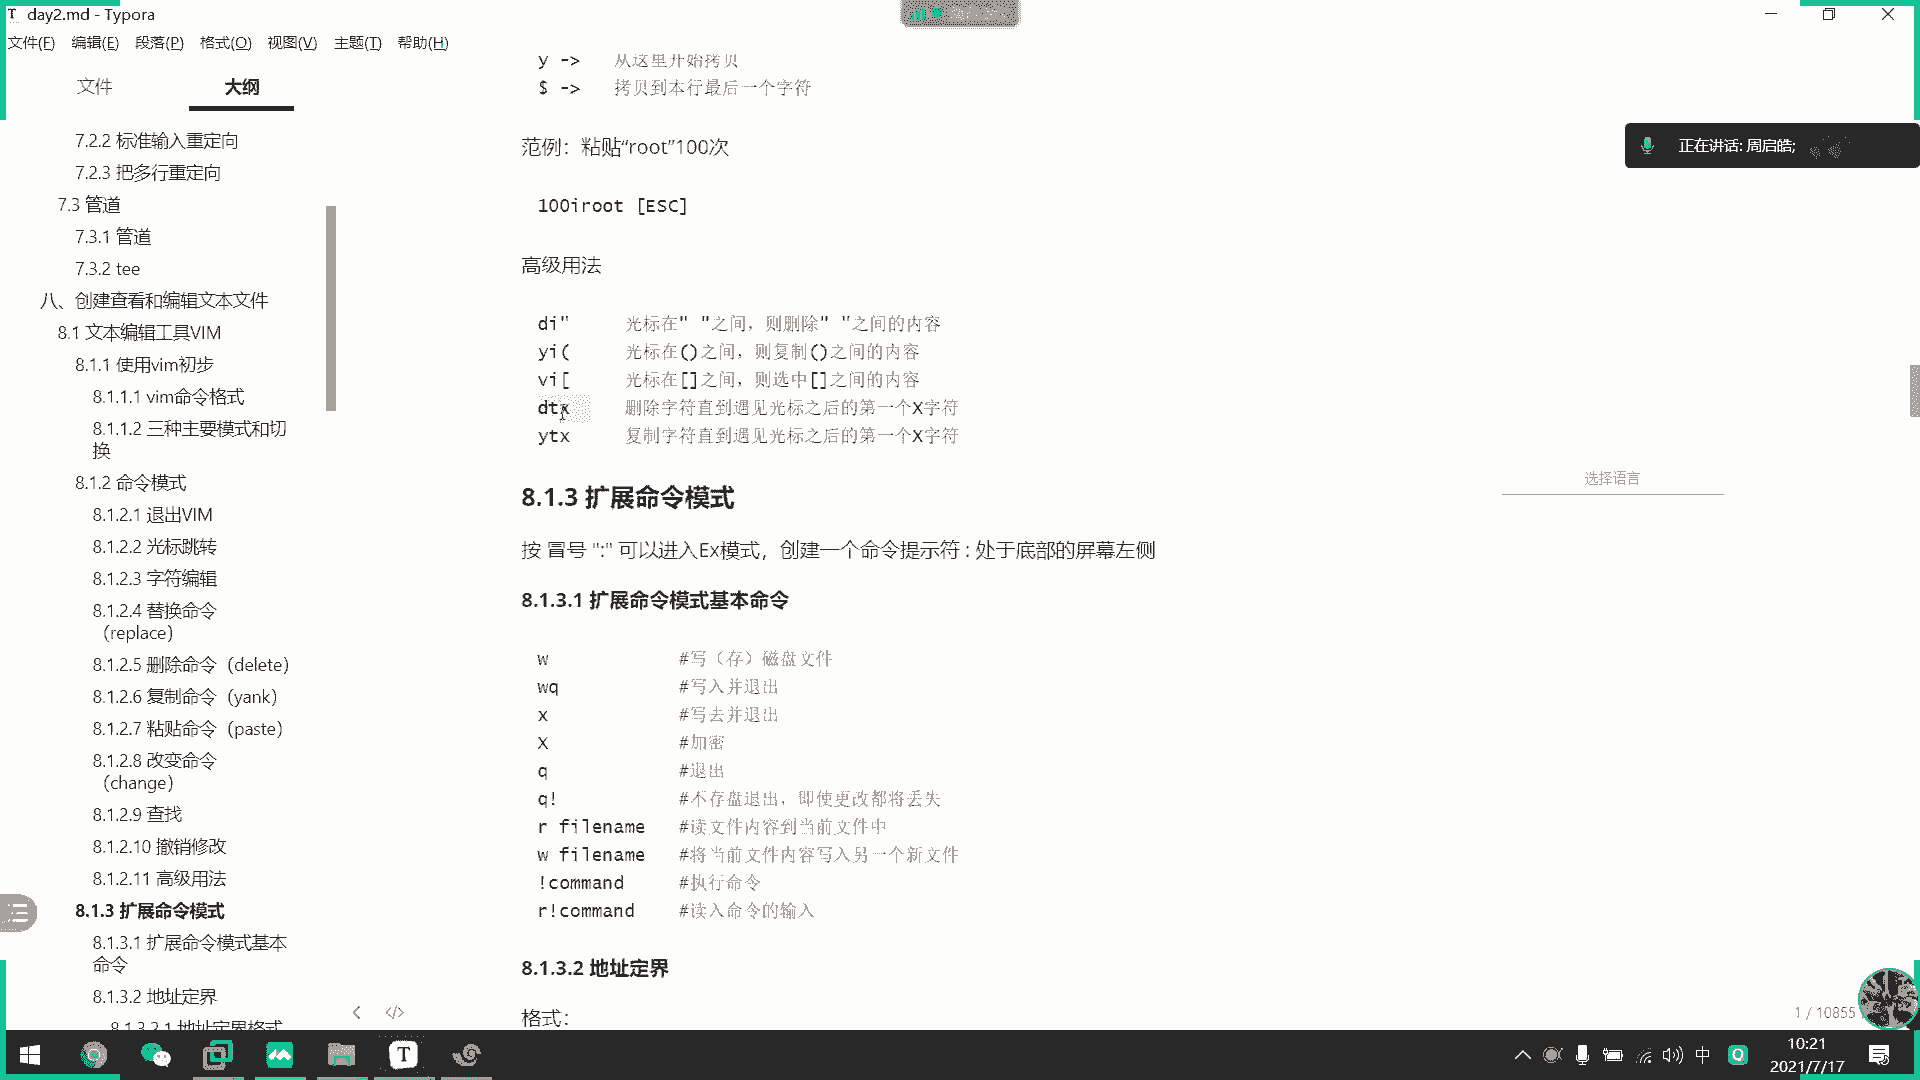 day2.md - Typora
文件(F) 编辑(E) 段落(P) 格式(O) 视图(V) 主题(T) 帮助(H)
文件 大纲
7.2.2 标准输入重定向
7.2.3 把多行重定向
7.3 管道
7.3.1 管道
7.3.2 tee
八、创建查看和编辑文本文件
8.1 文本编辑工具VIM
8.1.1 使用vim初步
8.1.1.1 vim命令格式
8.1.1.2 三种主要模式和切
换
8.1.2 命令模式
8.1.2.1 退出VIM
8.1.2.2 光标跳转
8.1.2.3 字符编辑
8.1.2.4 替换命令
（replace）
8.1.2.5 删除命令（delete）
8.1.2.6 复制命令（yank）
8.1.2.7 粘贴命令（paste）
8.1.2.8 改变命令
（change）
8.1.2.9 查找
8.1.2.10 撤销修改
8.1.2.11 高级用法
8.1.3 扩展命令模式
8.1.3.1 扩展命令模式基本
命令
8.1.3.2 地址定界
8.1.3.2.1 地址定界格式
y -> 从这里开始拷贝
$ -> 拷贝到本行最后一个字符
范例：粘贴“root”100次
100iroot [ESC]
高级用法
di" 光标在" "之间，则删除" "之间的内容
yi( 光标在()之间，则复制()之间的内容
vi[ 光标在[]之间，则选中[]之间的内容
dtx 删除字符直到遇见光标之后的第一个X字符
ytx 复制字符直到遇见光标之后的第一个X字符
8.1.3 扩展命令模式
按 冒号 ":" 可以进入Ex模式，创建一个命令提示符 : 处于底部的屏幕左侧
8.1.3.1 扩展命令模式基本命令
w #写（存）磁盘文件
wq #写入并退出
x #写去并退出
X #加密
q #退出
q! #不存盘退出，即使更改都将丢失
r filename #读文件内容到当前文件中
w filename #将当前文件内容写入另一个新文件
!command #执行命令
r!command #读入命令的输入
8.1.3.2 地址定界
格式：
正在讲话: 周启皓;
选择语言
1 / 10855
中
10:21
2021/7/17